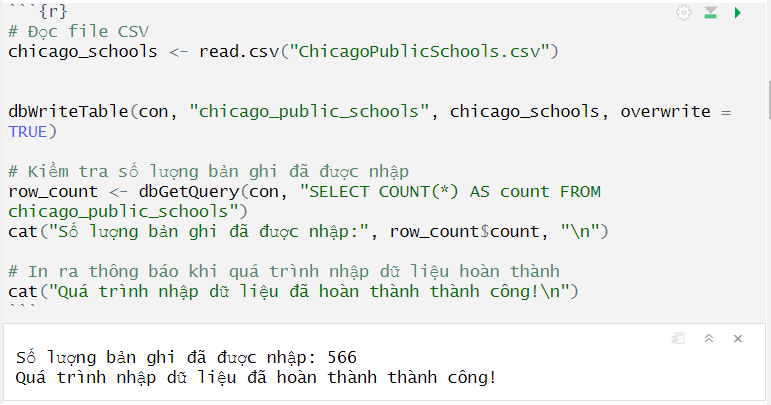 ```{r}
# Đọc file CSV
chicago_schools <- read.csv("ChicagoPublicSchools.csv")
dbWriteTable(con, "chicago_public_schools", chicago_schools, overwrite =
TRUE)
# Kiểm tra số lượng bản ghi đã được nhập
row_count <- dbGetQuery(con, "SELECT COUNT(*) AS count FROM
chicago_public_schools")
cat("Số lượng bản ghi đã được nhập:", row_count$count, "\n")
# In ra thông báo khi quá trình nhập dữ liệu hoàn thành
cat("Quá trình nhập dữ liệu đã hoàn thành thành công!\n")
```
Số lượng bản ghi đã được nhập: 566
Quá trình nhập dữ liệu đã hoàn thành thành công!